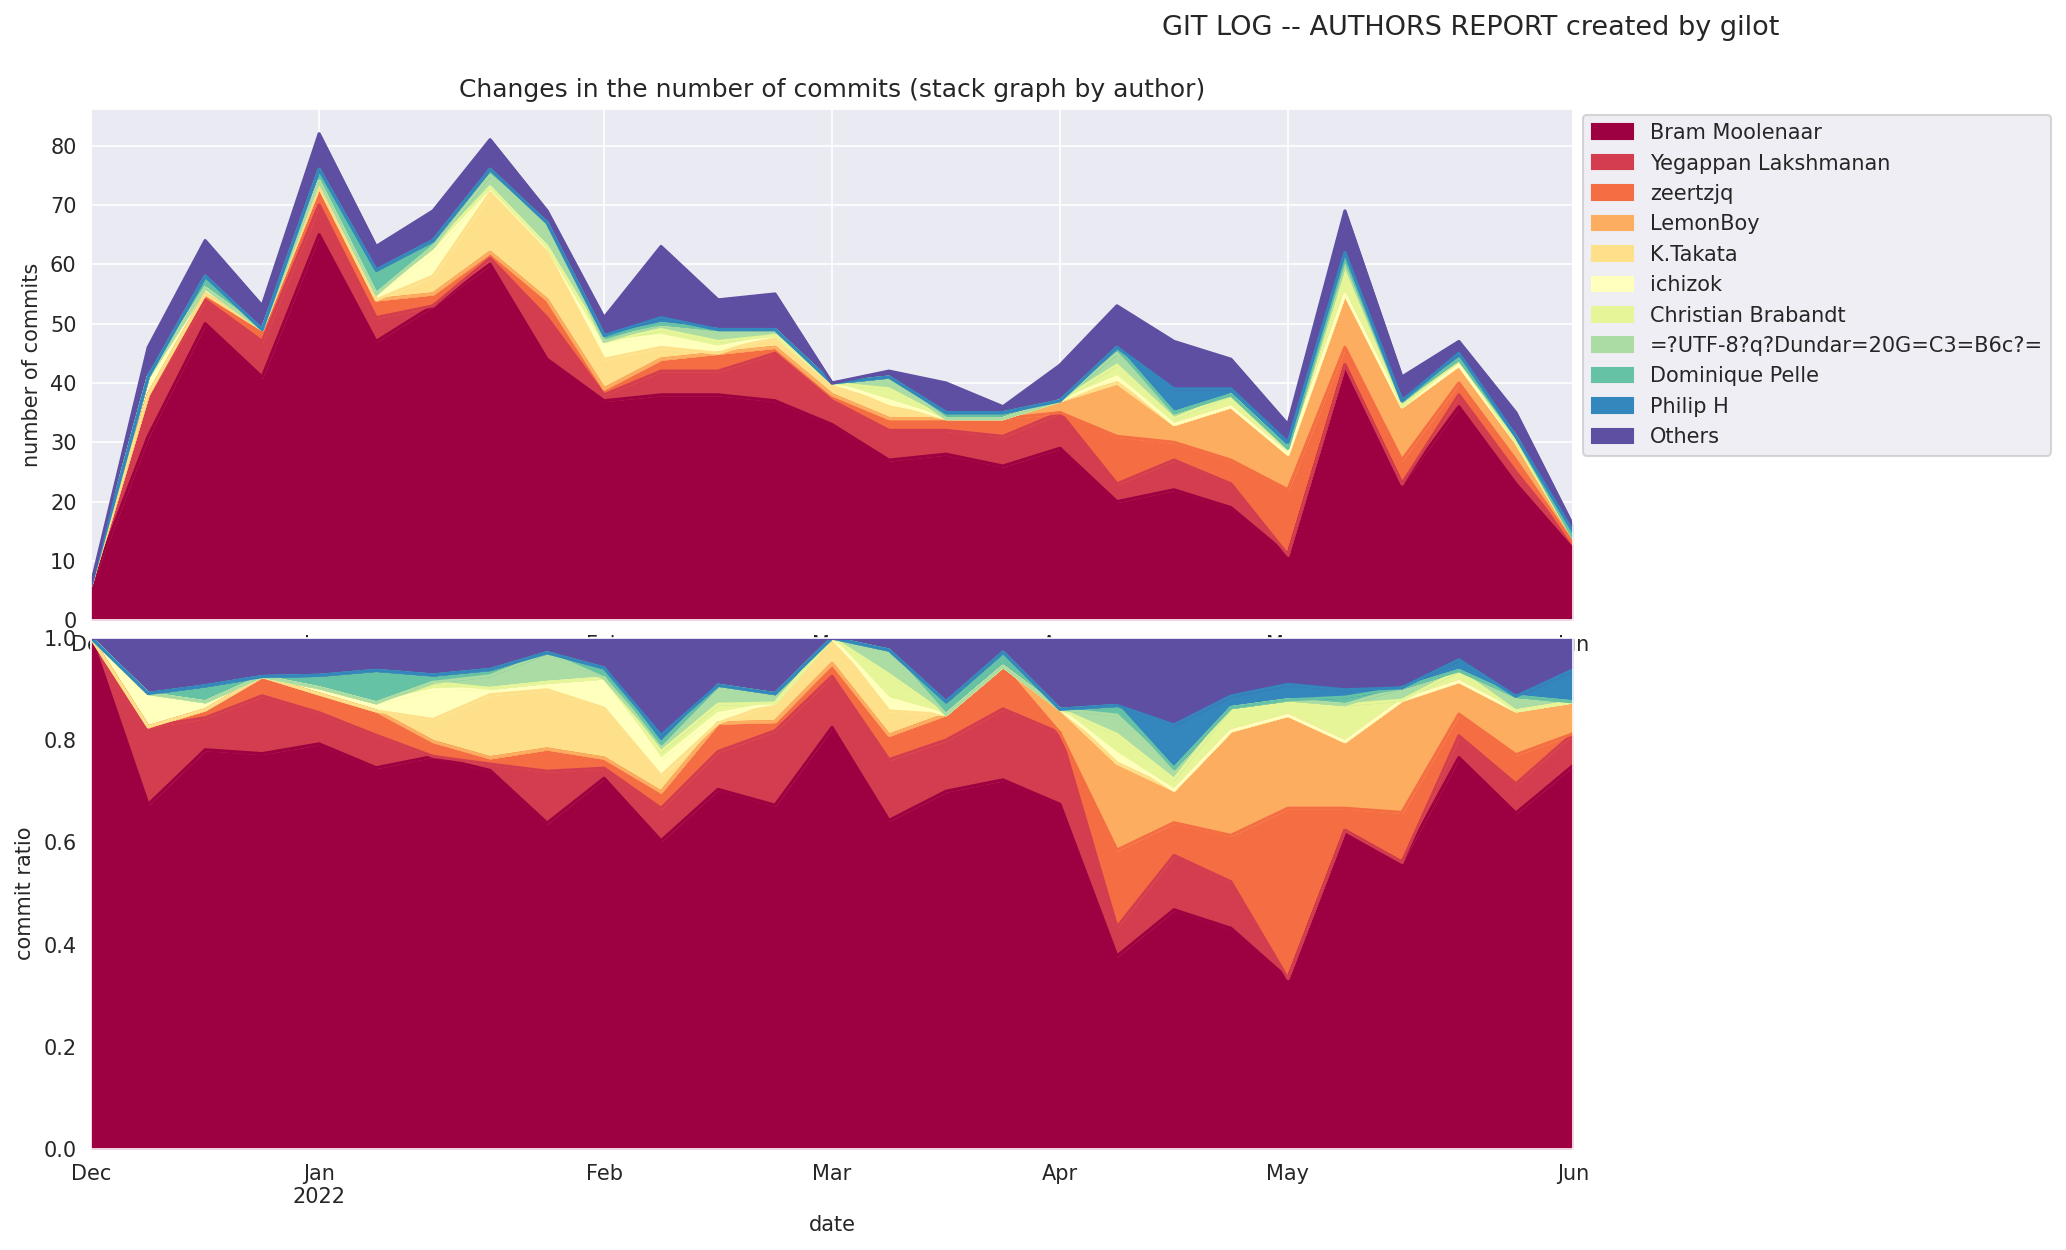 GIT LOG -- AUTHORS REPORT created by gilot
Changes in the number of commits (stack graph by author)
number of commits
80
70
60
50
40
30
20
10
0
Bram Moolenaar
Yegappan Lakshmanan
zeertzjq
LemonBoy
K.Takata
ichizok
Christian Brabandt
=?UTF-8?q?Dundar=20G=C3=B6c?=
Dominique Pelle
Philip H
Others
commit ratio
1.0
0.8
0.6
0.4
0.2
0.0
Dec Jan Feb Mar Apr May Jun
2022
date